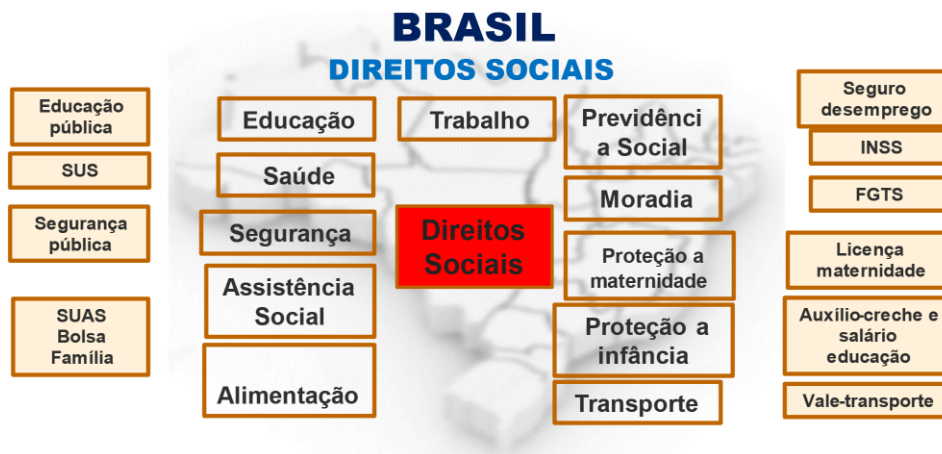 BRASIL
DIREITOS SOCIAIS
Educação
pública
SUS
Segurança
pública
SUAS
Bolsa
Família
Educação
Saúde
Segurança
Assistência
Social
Alimentação
Trabalho
Direitos
Sociais
Previdênci
a Social
Moradia
Proteção a
maternidade
Proteção a
infância
Transporte
Seguro
desemprego
INSS
FGTS
Licença
maternidade
Auxílio-creche e
salário
educação
Vale-transporte